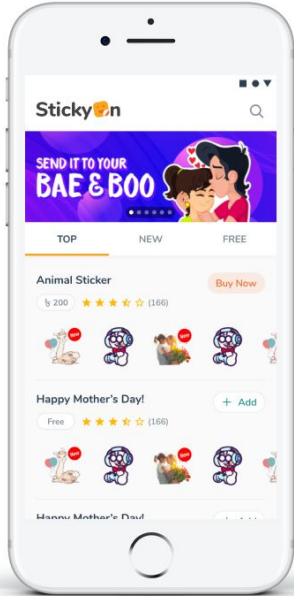 StickyOn
SEND IT TO YOUR
BAE & BOO
TOP NEW FREE
Animal Sticker
Buy Now
৳ 200 (166)
New New
Happy Mother's Day!
+ Add
Free (166)
New New
Happy Mother's Day!
+ Add